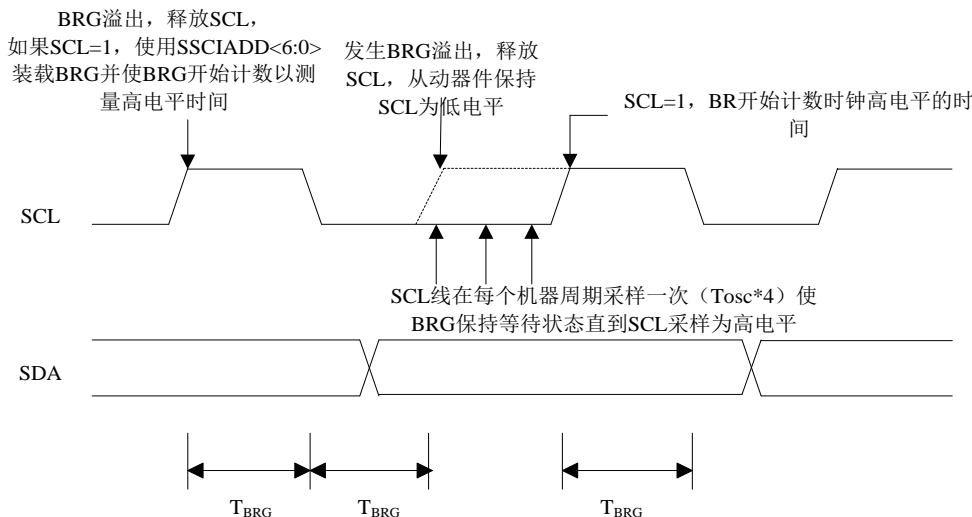 BRG溢出，释放SCL，
如果SCL=1，使用SSCIADD<6:0>
装载BRG并使BRG开始计数以测
量高电平时间
发生BRG溢出，释放
SCL，从动器件保持
SCL为低电平
SCL=1，BR开始计数时钟高电平的时
间
SCL
SCL线在每个机器周期采样一次（Tosc*4）使
BRG保持等待状态直到SCL采样为高电平
SDA
TBRG
TBRG
TBRG